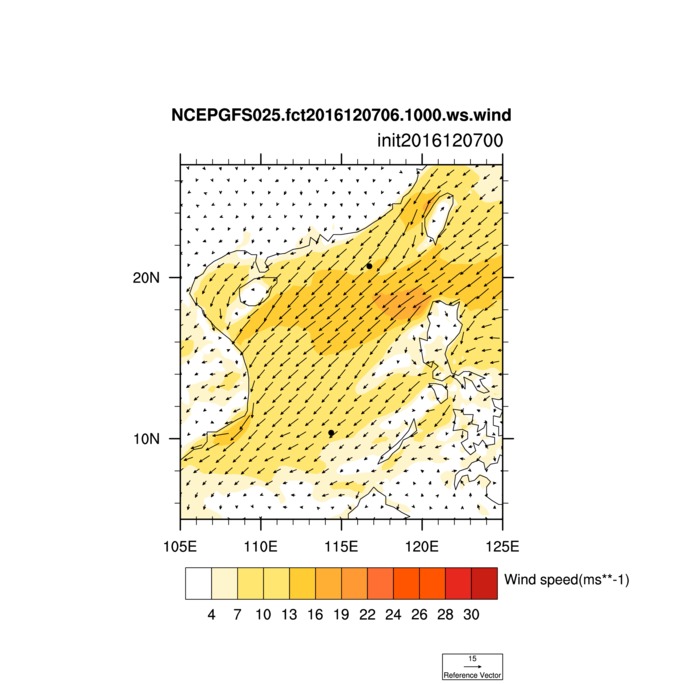 NCEPGFS025.fct2016120706.1000.ws.wind
init2016120700
20N
10N
105E 110E 115E 120E 125E
Wind speed(ms**-1)
4 7 10 13 16 19 22 24 26 28 30
15
Reference Vector